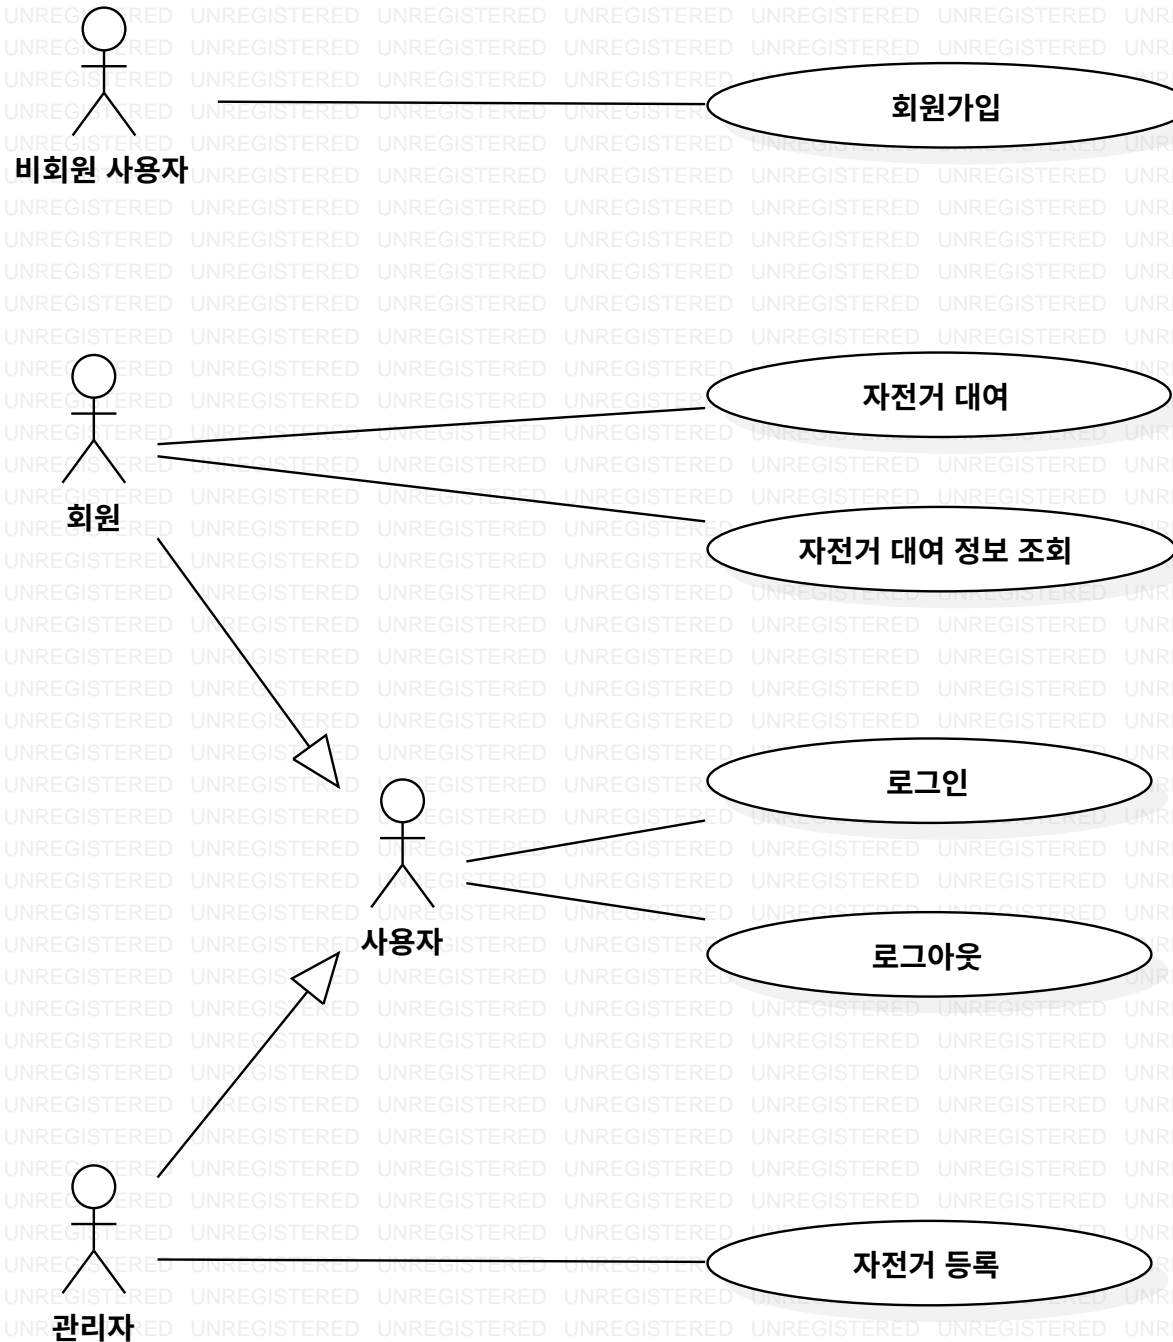 회원가입
비회원 사용자
자전거 대여
회원
자전거 대여 정보 조회
로그인
사용자
로그아웃
자전거 등록
관리자
UNREGISTERED